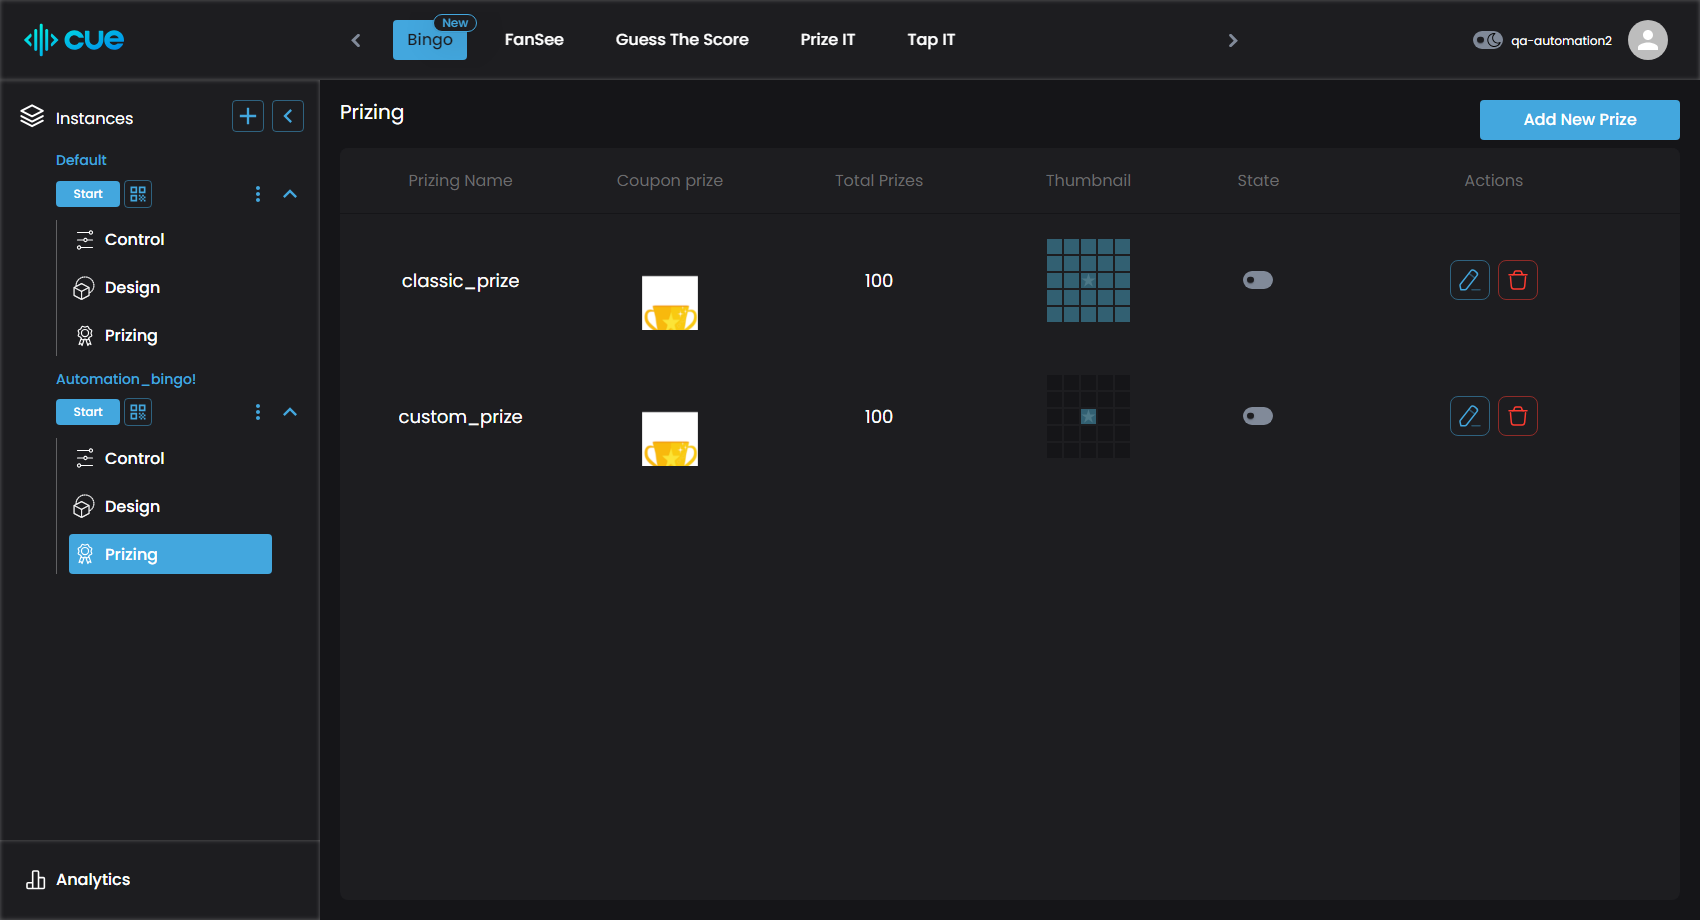 cue
New
Bingo
FanSee
Guess The Score
Prize IT
Tap IT
qa-automation2
Instances
Default
Start
Control
Design
Prizing
Automation_bingo!
Start
Control
Design
Prizing
Analytics
Prizing
Add New Prize
Prizing Name
Coupon prize
Total Prizes
Thumbnail
State
Actions
classic_prize
100
custom_prize
100